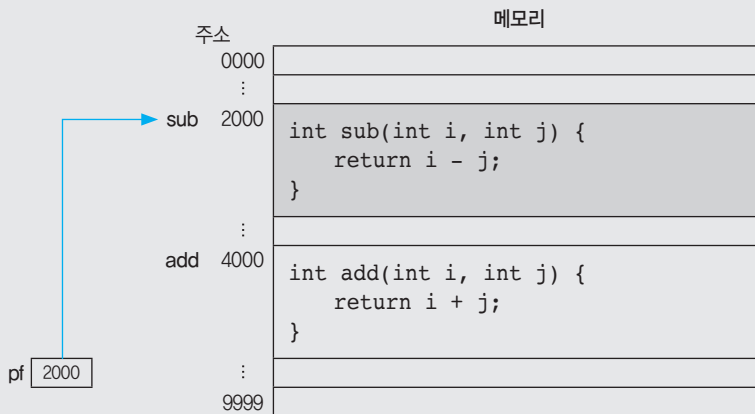 메모리
주소
0000
⋮
sub 2000
int sub(int i, int j) {
return i - j;
}
⋮
add 4000
int add(int i, int j) {
return i + j;
}
pf 2000
⋮
9999